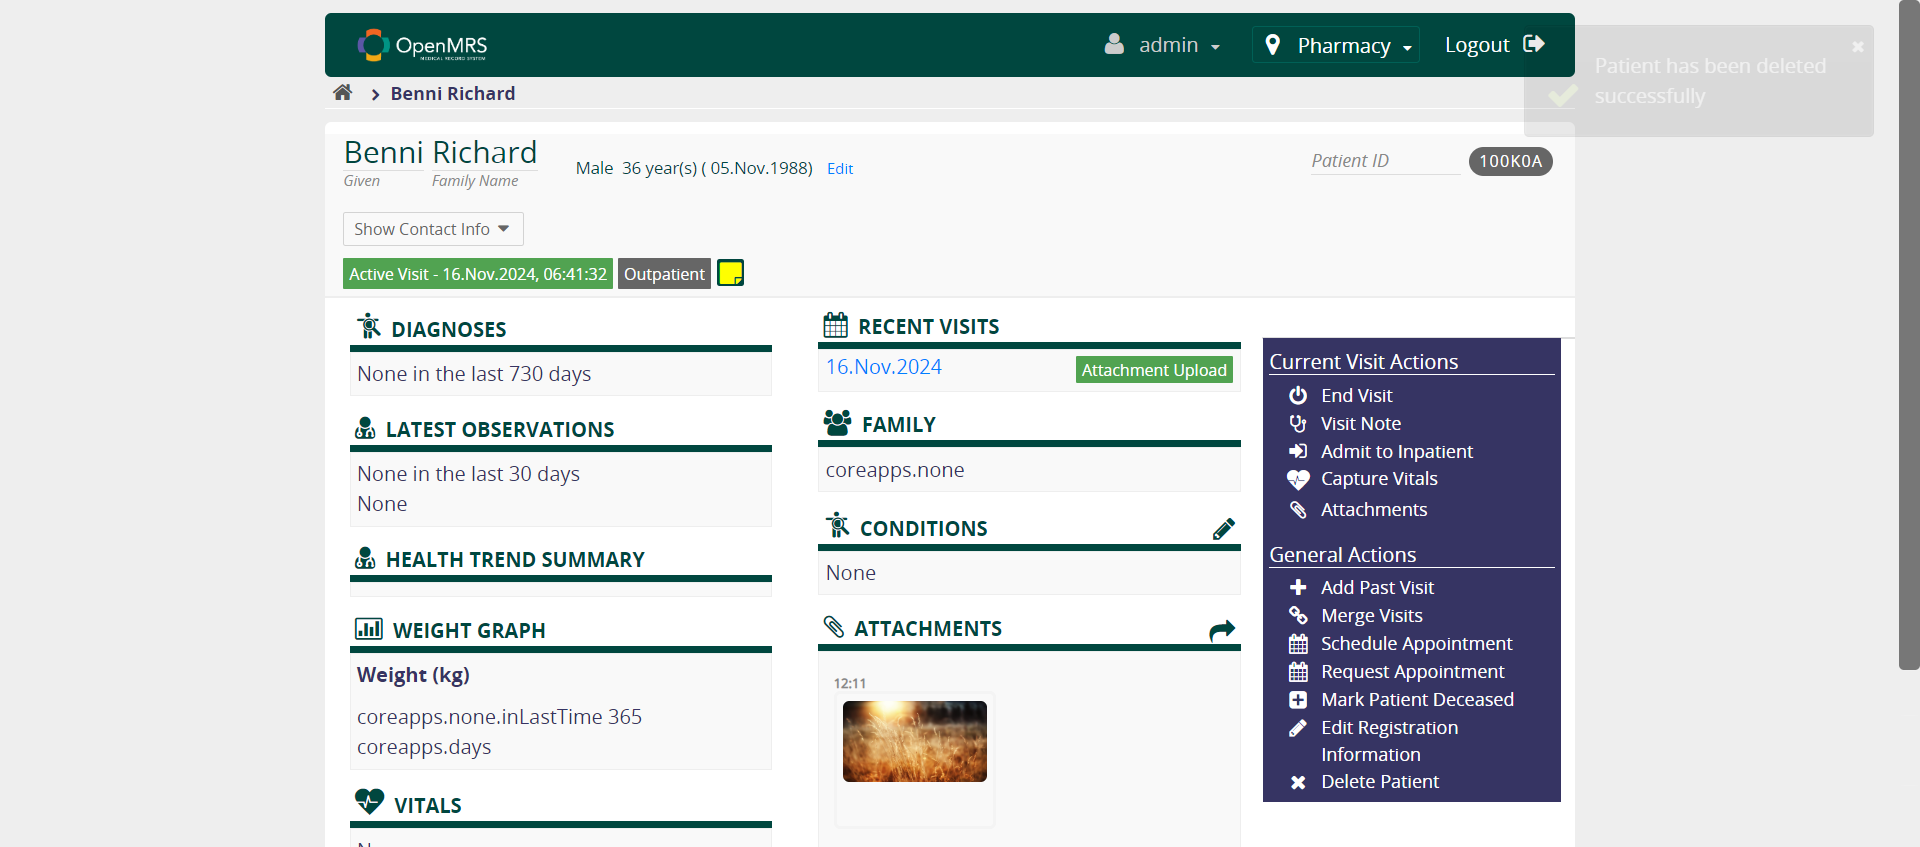 OpenMRS
MEDICAL RECORD SYSTEM
admin
Pharmacy
Logout
Patient has been deleted
successfully
Benni Richard
Benni Richard
Given
Family Name
Male 36 year(s) ( 05.Nov.1988) Edit
Patient ID
100K0A
Show Contact Info
Active Visit - 16.Nov.2024, 06:41:32
Outpatient
DIAGNOSES
None in the last 730 days
LATEST OBSERVATIONS
None in the last 30 days
None
HEALTH TREND SUMMARY
WEIGHT GRAPH
Weight (kg)
coreapps.none.inLastTime 365
coreapps.days
VITALS
RECENT VISITS
16.Nov.2024
Attachment Upload
FAMILY
coreapps.none
CONDITIONS
None
ATTACHMENTS
12:11
Current Visit Actions
End Visit
Visit Note
Admit to Inpatient
Capture Vitals
Attachments
General Actions
Add Past Visit
Merge Visits
Schedule Appointment
Request Appointment
Mark Patient Deceased
Edit Registration
Information
Delete Patient